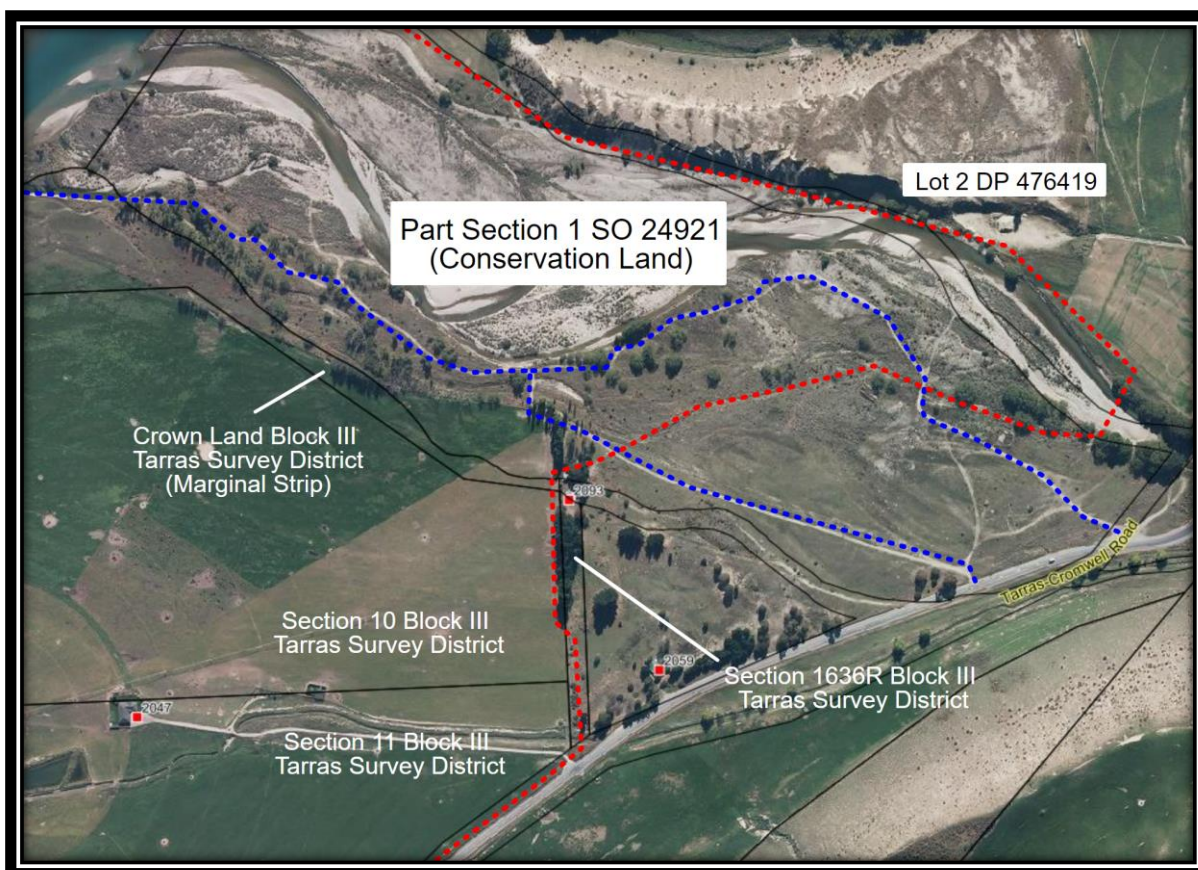 Lot 2 DP 476419
Part Section 1 SO 24921
(Conservation Land)
Crown Land Block III
Tarras Survey District
(Marginal Strip)
2093
Tarras-Cromwell Road
Section 10 Block III
Tarras Survey District
2059
Section 1636R Block III
Tarras Survey District
2047
Section 11 Block III
Tarras Survey District